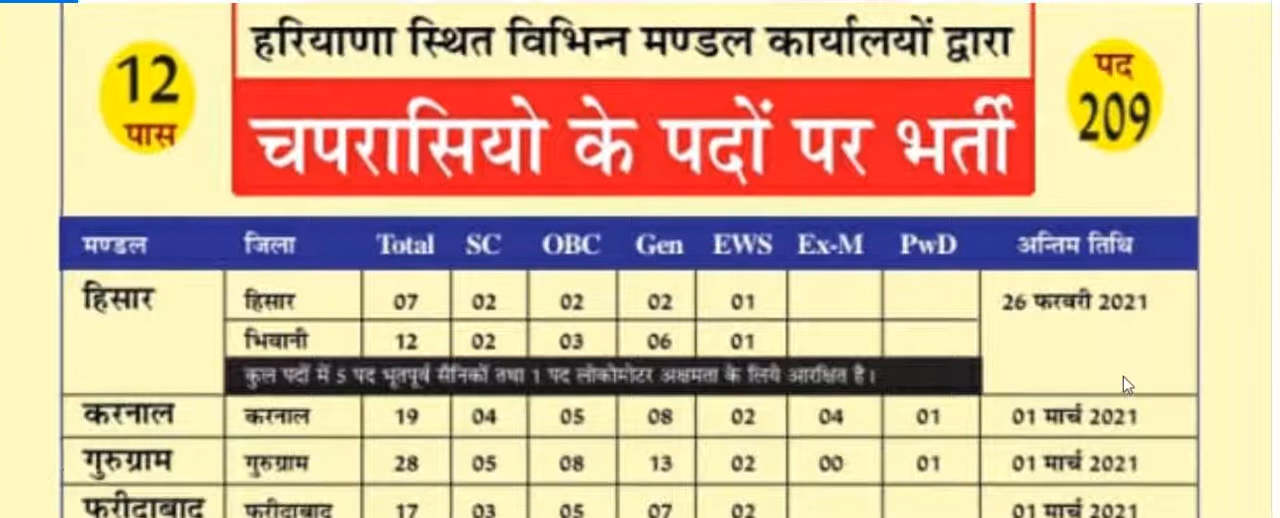 हरियाणा स्थित विभिन्न मण्डल कार्यालयों द्वारा
12
पास
चपरासियो के पदों पर भर्ती
पद
209
मण्डल जिला Total SC OBC Gen EWS Ex-M PwD अन्तिम तिथि
हिसार हिसार 07 02 02 02 01 26 फरवरी 2021
भिवानी 12 02 03 06 01
कुल पदों में 5 पद भूतपूर्व सैनिकों तथा 1 पद लोकोमोटर अक्षमता के लिये आरक्षित है।
करनाल करनाल 19 04 05 08 02 04 01 01 मार्च 2021
गुरुग्राम गुरुग्राम 28 05 08 13 02 00 01 01 मार्च 2021
फरीदाबाद फरीदाबाद 17 03 05 07 02 01 मार्च 2021